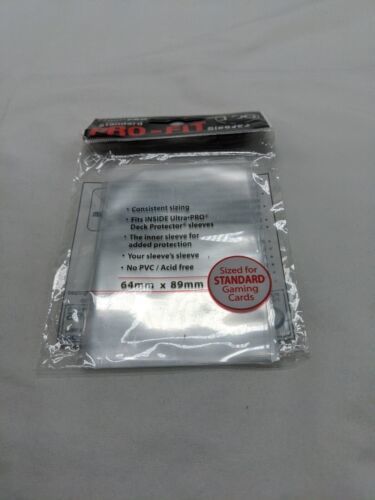 PRO-FIT
• Consistent sizing
• Fits INSIDE Ultra•PRO®
Deck Protector® sleeves
• The inner sleeve for
added protection
• Your sleeve's sleeve
• No PVC / Acid free
64mm x 89mm
Sized for
STANDARD
Gaming
Cards